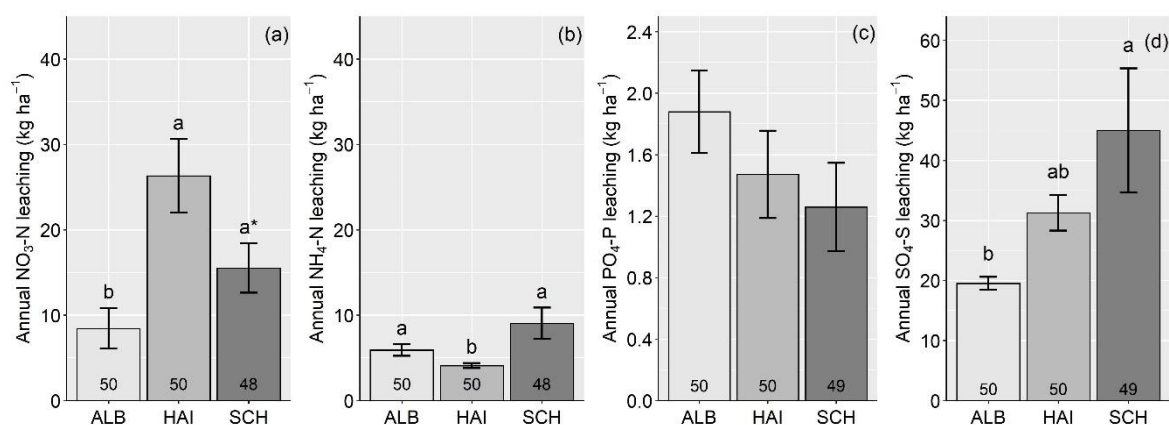 Annual NO₃-N leaching (kg ha⁻¹)
40
30
20
10
0
(a)
b
a
a*
50
50
48
ALB HAI SCH
Annual NH₄-N leaching (kg ha⁻¹)
40
30
20
10
0
(b)
a
b
a
50
50
48
ALB HAI SCH
Annual PO₄-P leaching (kg ha⁻¹)
2.4
2.0
1.6
1.2
0.8
0.4
0.0
(c)
50
50
49
ALB HAI SCH
Annual SO₄-S leaching (kg ha⁻¹)
60
50
40
30
20
10
0
(d)
b
ab
a
50
50
49
ALB HAI SCH